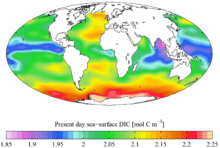 Present day sea-surface DIC [mol C m⁻³]
1.85 1.9 1.95 2 2.05 2.1 2.15 2.2 2.25